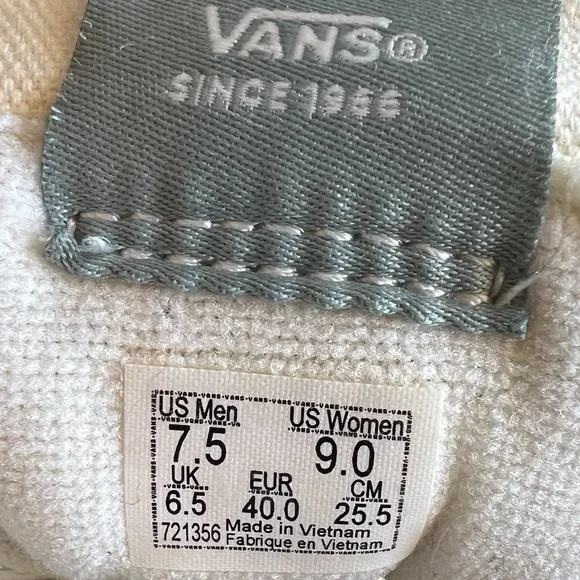 VANS®
SINCE 1966
US Men US Women
7.5 9.0
UK EUR CM
6.5 40.0 25.5
721356 Made in Vietnam
Fabrique en Vietnam